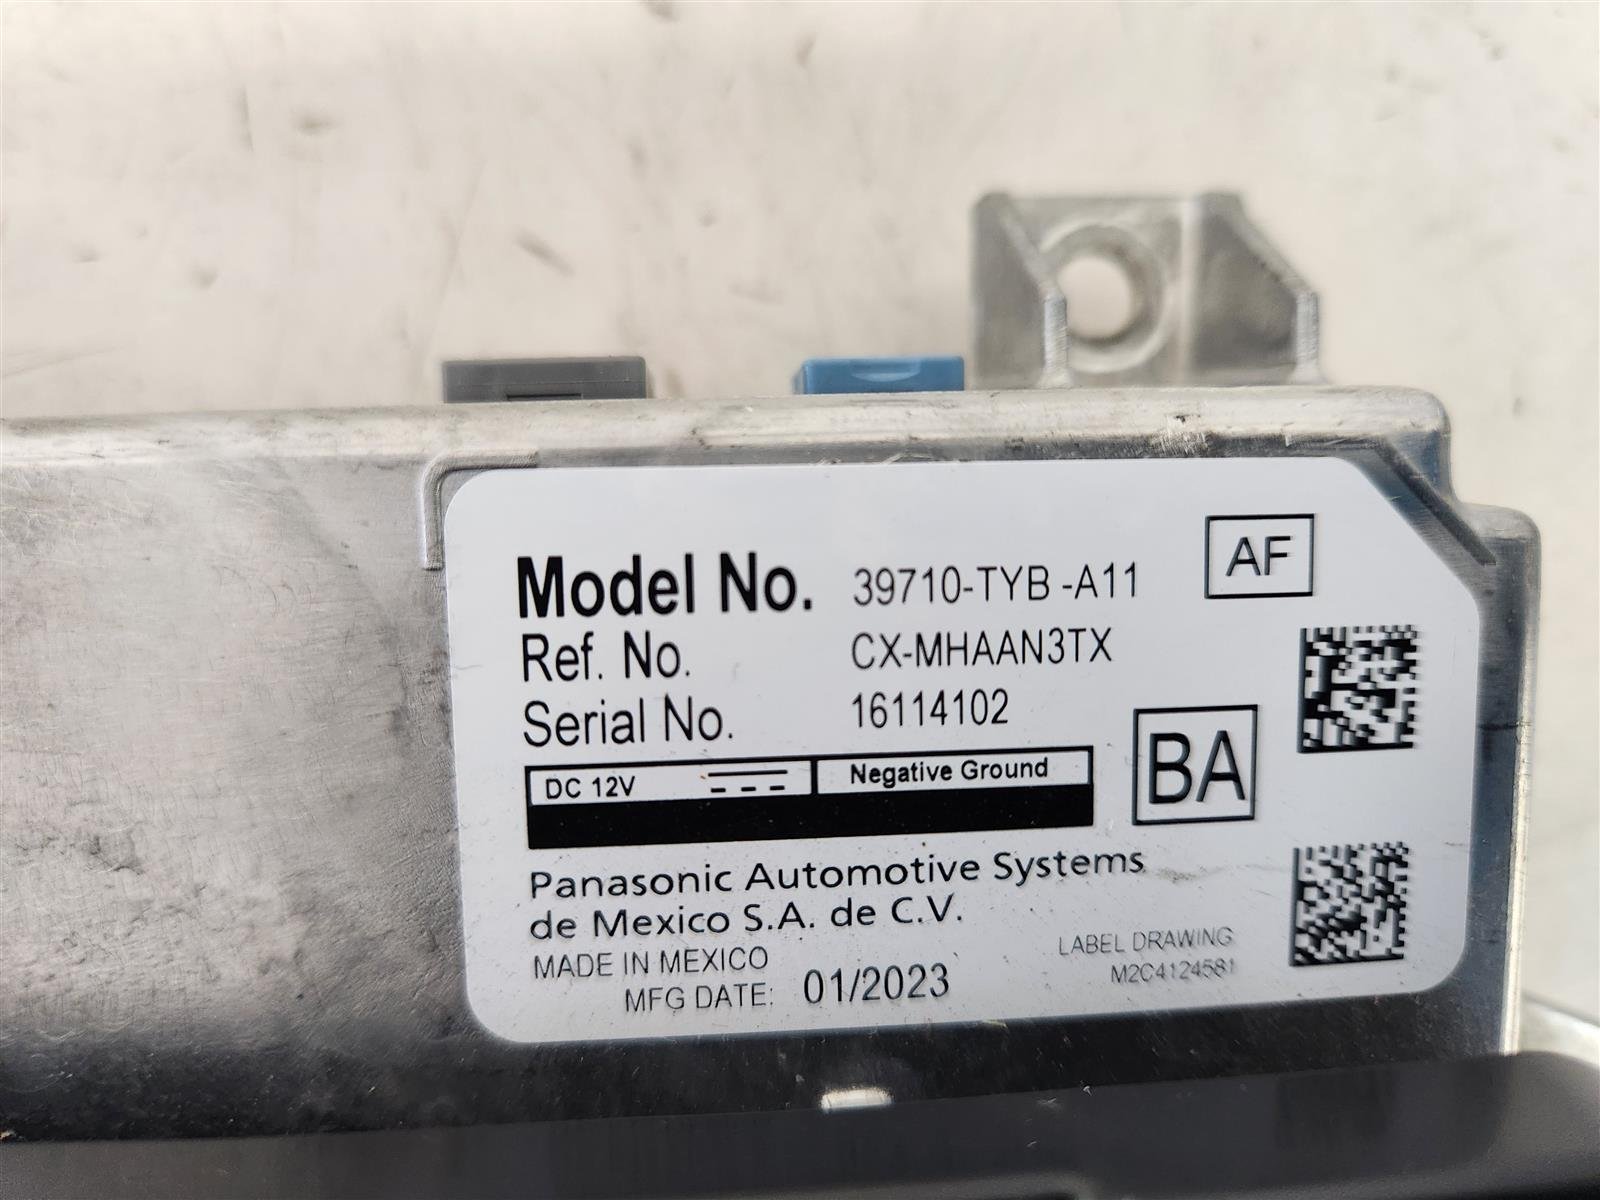 AF
Model No. 39710-TYB -A11
Ref. No. CX-MHAAN3TX
Serial No. 16114102
DC 12V Negative Ground
BA
Panasonic Automotive Systems
de Mexico S.A. de C.V.
MADE IN MEXICO
MFG DATE: 01/2023
LABEL DRAWING
M2C4124581